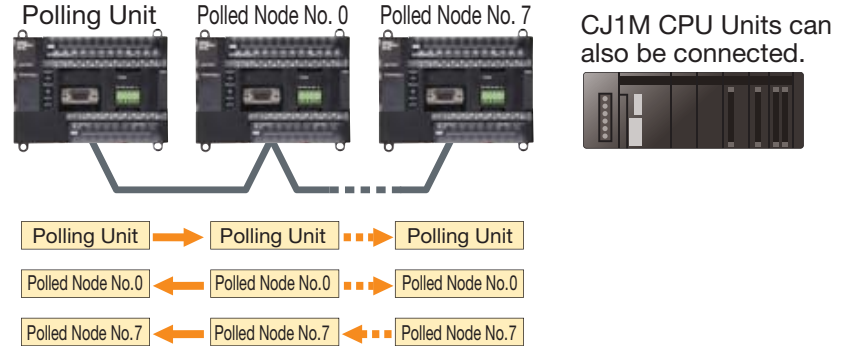 Polling Unit
Polled Node No. 0
Polled Node No. 7
CJ1M CPU Units can
also be connected.
Polling Unit
Polling Unit
Polling Unit
Polled Node No.0
Polled Node No.0
Polled Node No.0
Polled Node No.7
Polled Node No.7
Polled Node No.7